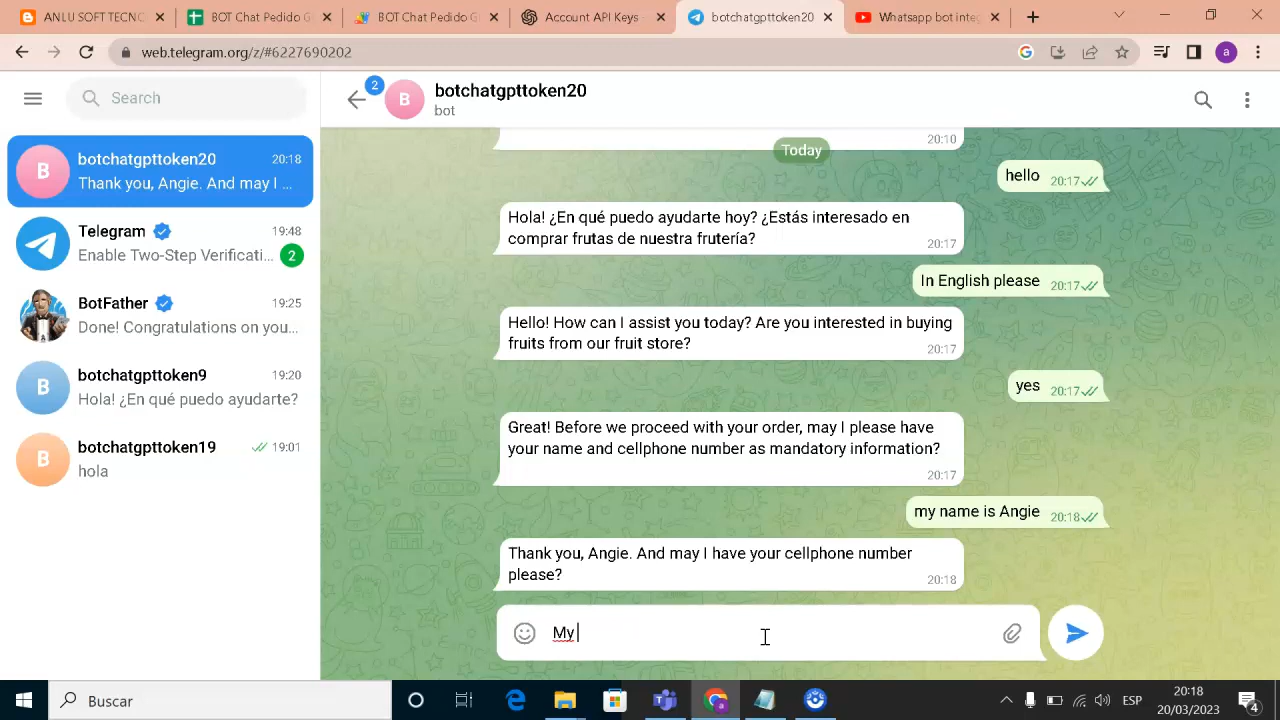 ANLU SOFT TECNO
BOT Chat Pedido G
BOT Chat Pedido G
Account API Keys
botchatgpttoken20
Whatsapp bot inte
web.telegram.org/z/#6227690202
a
Search
2
B
botchatgpttoken20
bot
B
botchatgpttoken20
20:18
Thank you, Angie. And may I ...
Telegram
19:48
Enable Two-Step Verificati...
2
BotFather
19:25
Done! Congratulations on you...
B
botchatgpttoken9
19:20
Hola! ¿En qué puedo ayudarte?
B
botchatgpttoken19
19:01
hola
20:10
Today
hello
20:17
Hola! ¿En qué puedo ayudarte hoy? ¿Estás interesado en
comprar frutas de nuestra frutería?
20:17
In English please
20:17
Hello! How can I assist you today? Are you interested in buying
fruits from our fruit store?
20:17
yes
20:17
Great! Before we proceed with your order, may I please have
your name and cellphone number as mandatory information?
20:17
my name is Angie
20:18
Thank you, Angie. And may I have your cellphone number
please?
20:18
My
Buscar
ESP
20:18
20/03/2023
4